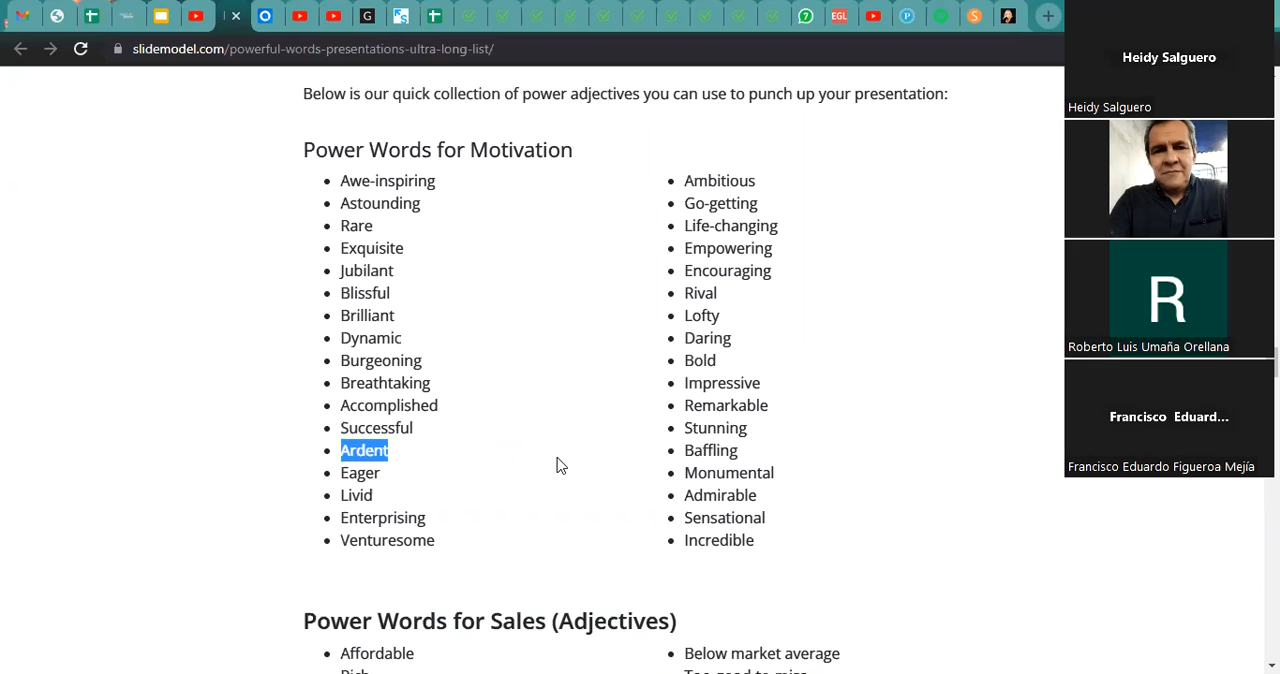 slidemodel.com/powerful-words-presentations-ultra-long-list/
Below is our quick collection of power adjectives you can use to punch up your presentation:
Power Words for Motivation
Awe-inspiring
Astounding
Rare
Exquisite
Jubilant
Blissful
Brilliant
Dynamic
Burgeoning
Breathtaking
Accomplished
Successful
Ardent
Eager
Livid
Enterprising
Venturesome
Ambitious
Go-getting
Life-changing
Empowering
Encouraging
Rival
Lofty
Daring
Bold
Impressive
Remarkable
Stunning
Baffling
Monumental
Admirable
Sensational
Incredible
Power Words for Sales (Adjectives)
Affordable
Below market average
EGL
Heidy Salguero
Heidy Salguero
R
Roberto Luis Umaña Orellana
Francisco Eduard...
Francisco Eduardo Figueroa Mejía